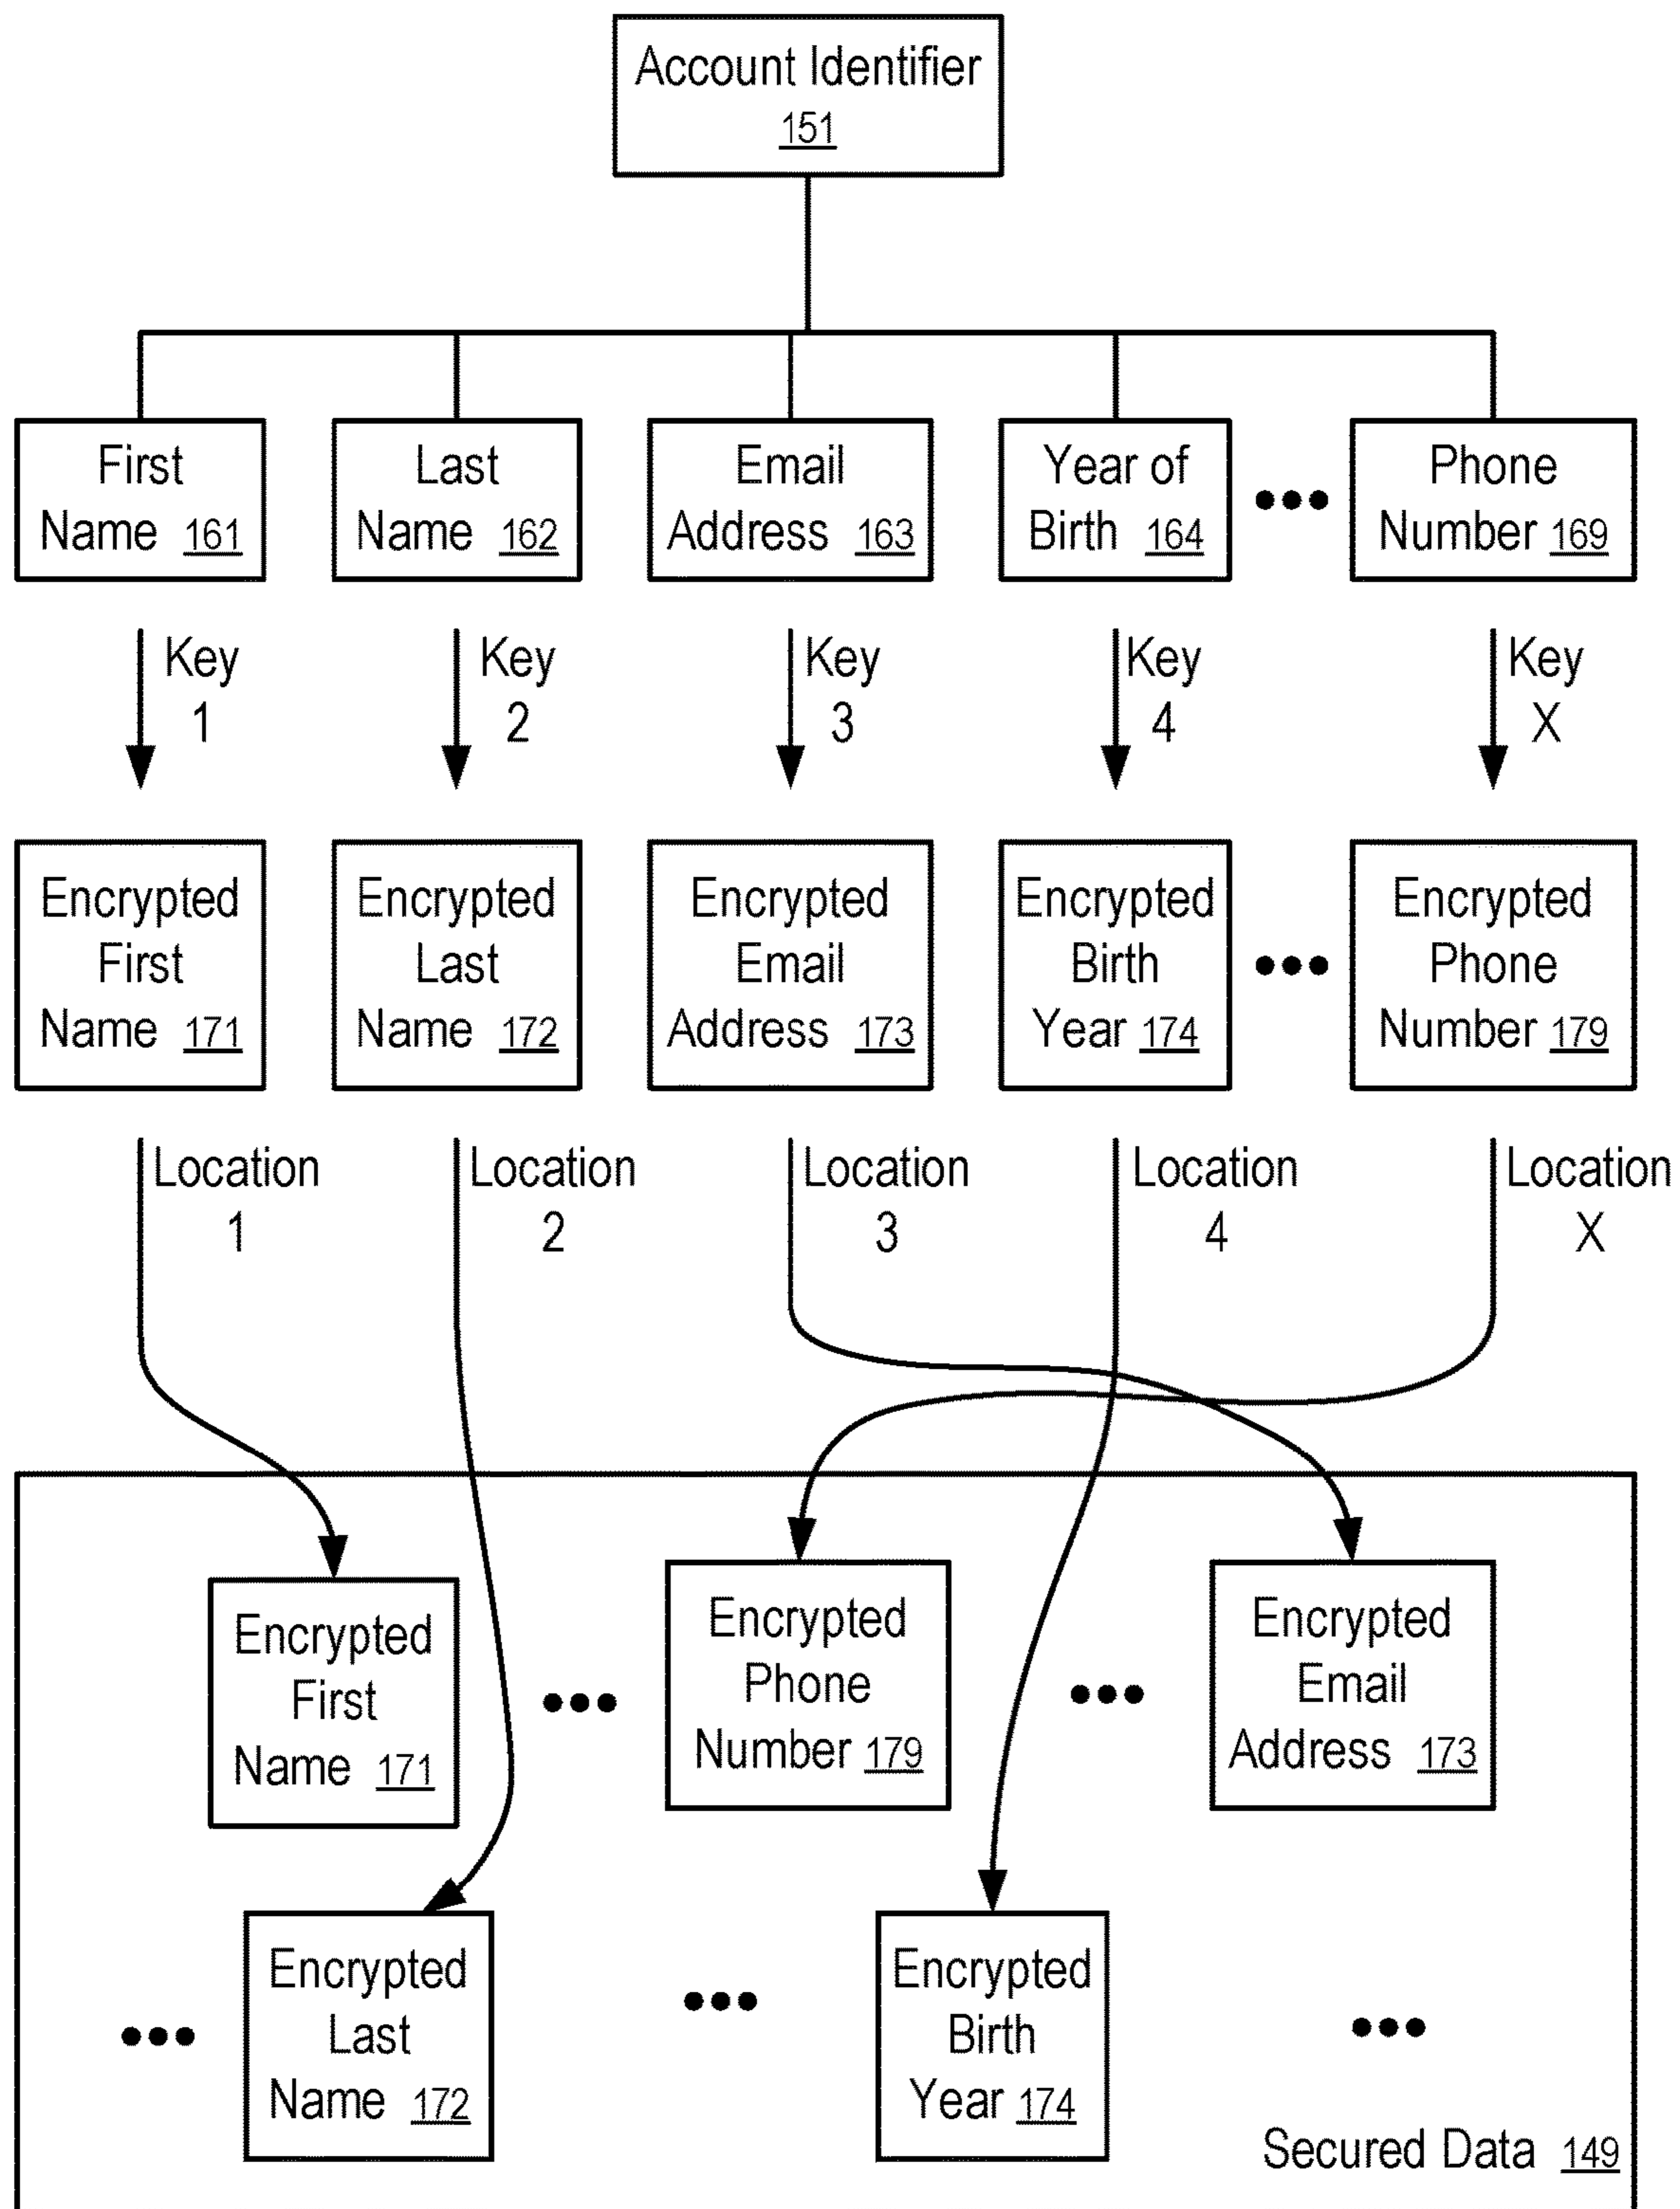 Account Identifier
151
First
Name 161
Last
Name 162
Email
Address 163
Year of
Birth 164
Phone
Number 169
Key
1
Key
2
Key
3
Key
4
Key
X
Encrypted
First
Name 171
Encrypted
Last
Name 172
Encrypted
Email
Address 173
Encrypted
Birth
Year 174
Encrypted
Phone
Number 179
Location
1
Location
2
Location
3
Location
4
Location
X
Encrypted
First
Name 171
Encrypted
Phone
Number 179
Encrypted
Email
Address 173
Encrypted
Last
Name 172
Encrypted
Birth
Year 174
Secured Data 149